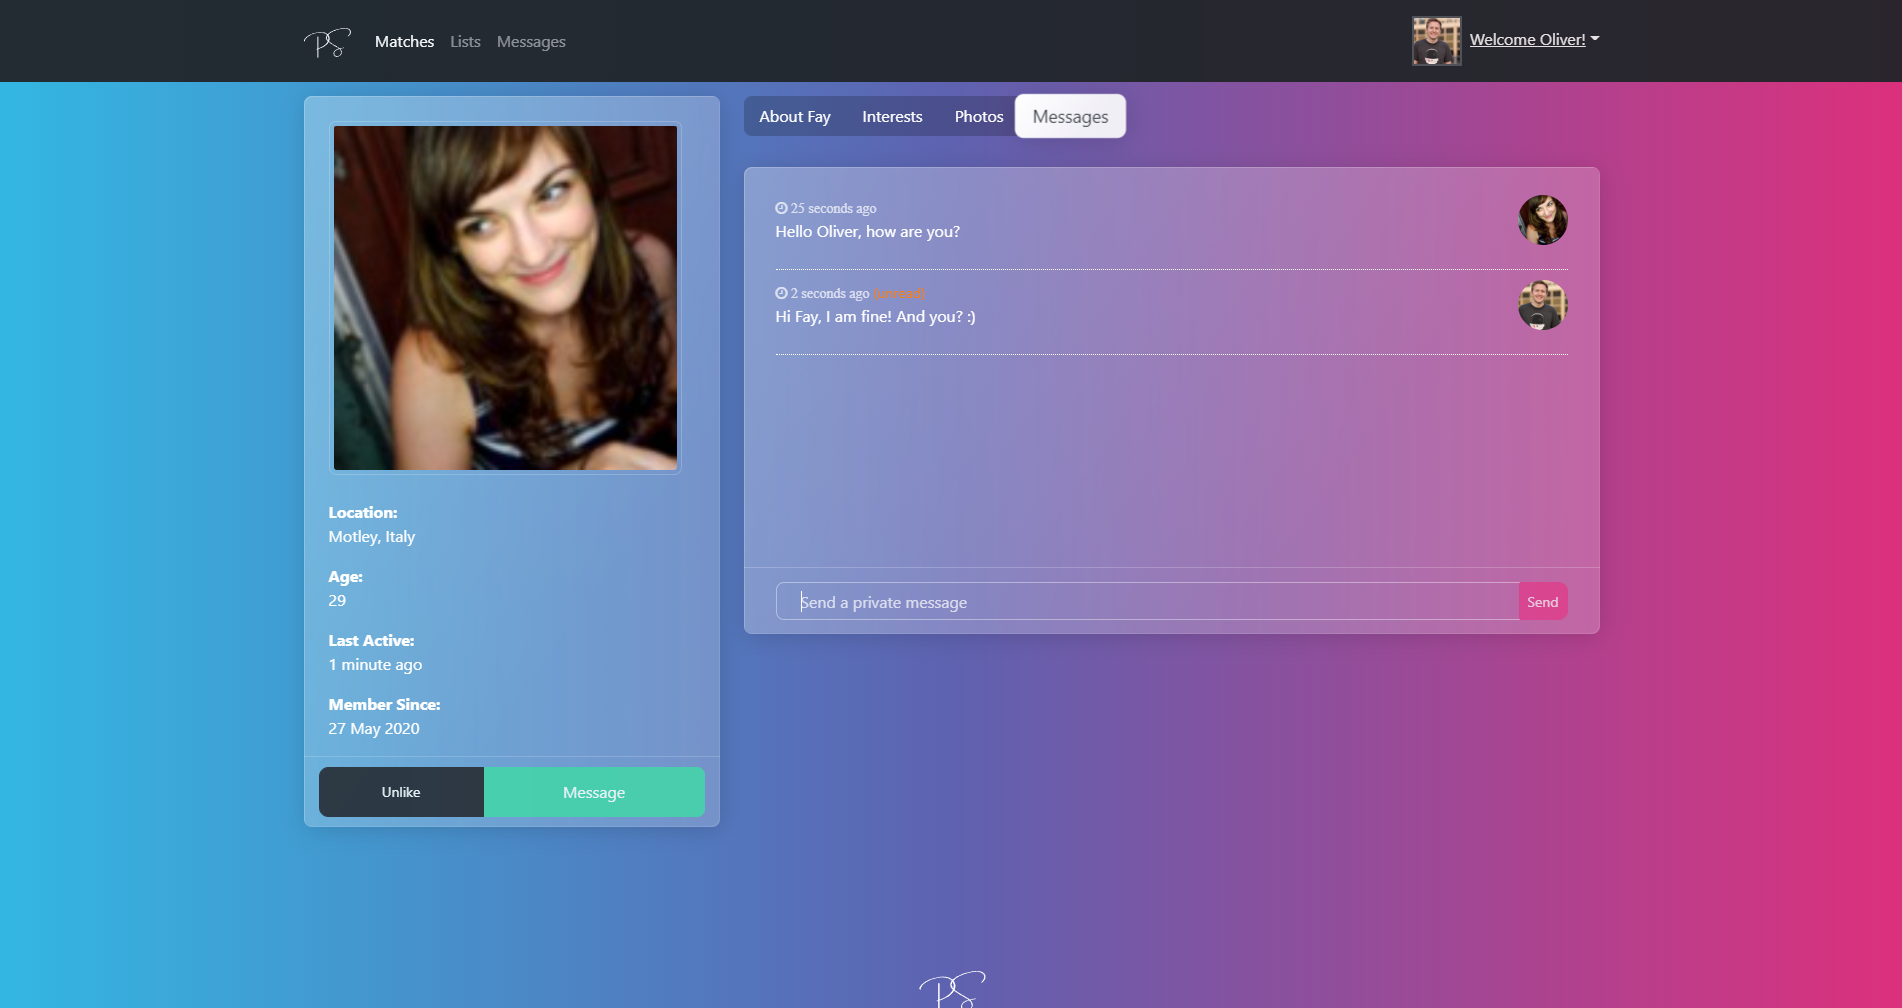 PS
Matches Lists Messages
Welcome Oliver!
About Fay Interests Photos Messages
25 seconds ago
Hello Oliver, how are you?
2 seconds ago (unread)
Hi Fay, I am fine! And you? :)
Send a private message Send
Location:
Motley, Italy
Age:
29
Last Active:
1 minute ago
Member Since:
27 May 2020
Unlike Message
PS